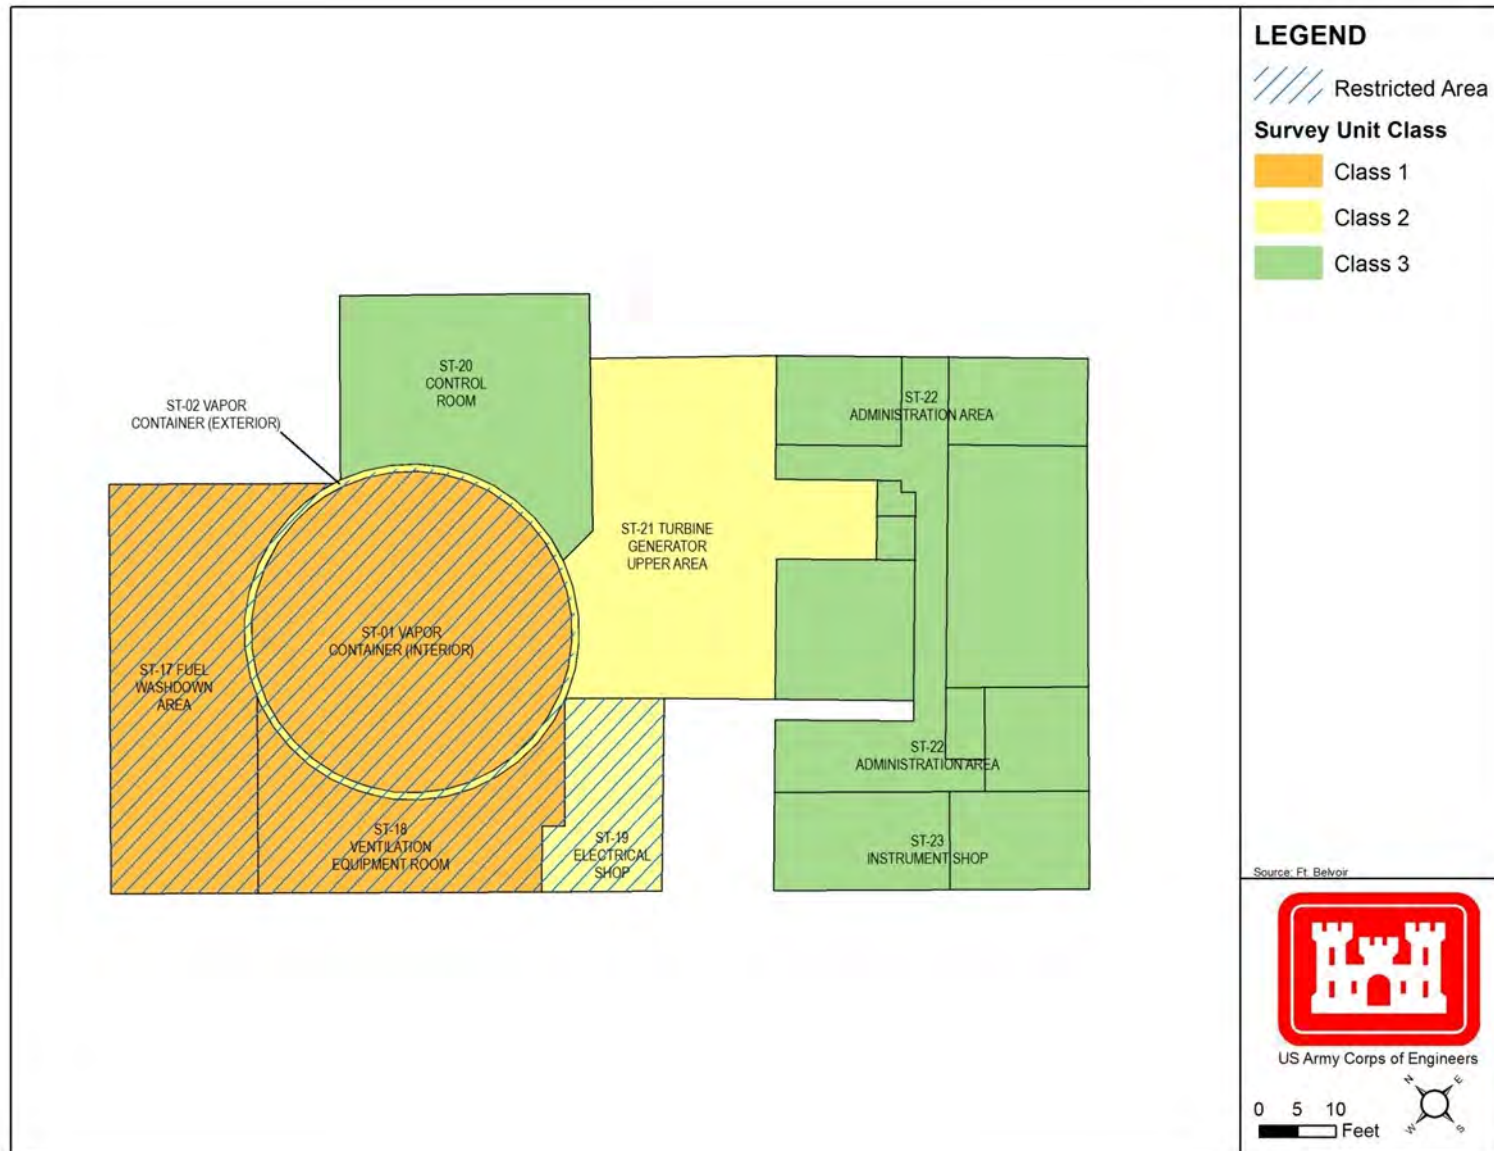 LEGEND
Restricted Area
Survey Unit Class
Class 1
Class 2
Class 3
ST-20
CONTROL
ROOM
ST-02 VAPOR
CONTAINER (EXTERIOR)
ST-22
ADMINISTRATION AREA
ST-21 TURBINE
GENERATOR
UPPER AREA
ST-01 VAPOR
CONTAINER (INTERIOR)
ST-17 FUEL
WASHDOWN
AREA
ST-22
ADMINISTRATION AREA
ST-18
VENTILATION
EQUIPMENT ROOM
ST-19
ELECTRICAL
SHOP
ST-23
INSTRUMENT SHOP
Source: Ft. Belvoir
US Army Corps of Engineers
N E
W S
0 5 10
Feet